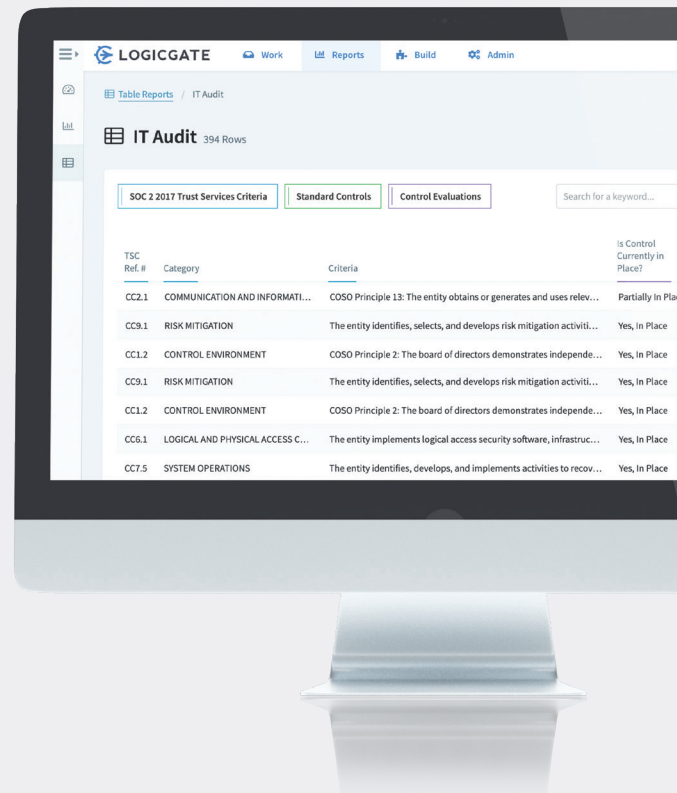 LOGICGATE Work Reports Build Admin
Table Reports / IT Audit
IT Audit 394 Rows
SOC 2 2017 Trust Services Criteria Standard Controls Control Evaluations Search for a keyword...
TSC Ref. # Category Criteria Is Control Currently in Place?
CC2.1 COMMUNICATION AND INFORMATI... COSO Principle 13: The entity obtains or generates and uses relev... Partially In Plac
CC9.1 RISK MITIGATION The entity identifies, selects, and develops risk mitigation activiti... Yes, In Place
CC1.2 CONTROL ENVIRONMENT COSO Principle 2: The board of directors demonstrates independe... Yes, In Place
CC9.1 RISK MITIGATION The entity identifies, selects, and develops risk mitigation activiti... Yes, In Place
CC1.2 CONTROL ENVIRONMENT COSO Principle 2: The board of directors demonstrates independe... Yes, In Place
CC6.1 LOGICAL AND PHYSICAL ACCESS C... The entity implements logical access security software, infrastruc... Yes, In Place
CC7.5 SYSTEM OPERATIONS The entity identifies, develops, and implements activities to recov... Yes, In Place